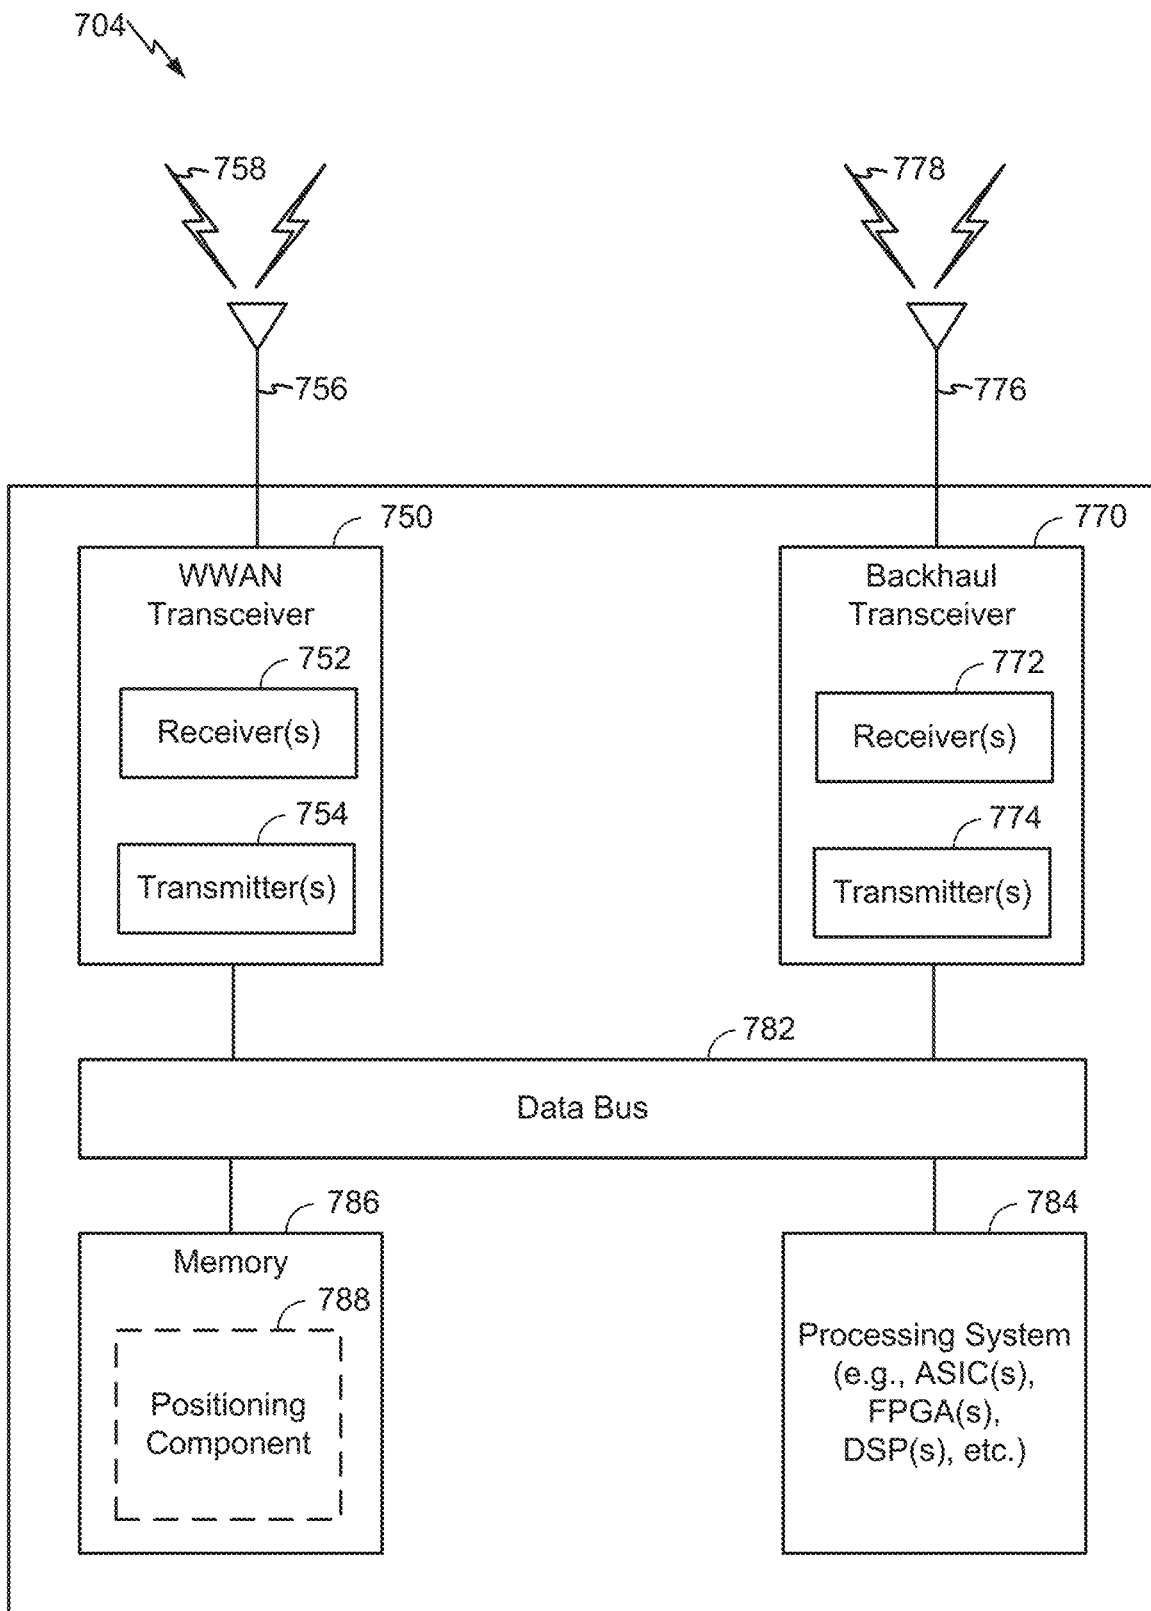 704
758
778
756
776
750
770
WWAN
Transceiver
Backhaul
Transceiver
752
772
Receiver(s)
Receiver(s)
754
774
Transmitter(s)
Transmitter(s)
782
Data Bus
786
784
Memory
788
Positioning
Component
Processing System
(e.g., ASIC(s),
FPGA(s),
DSP(s), etc.)